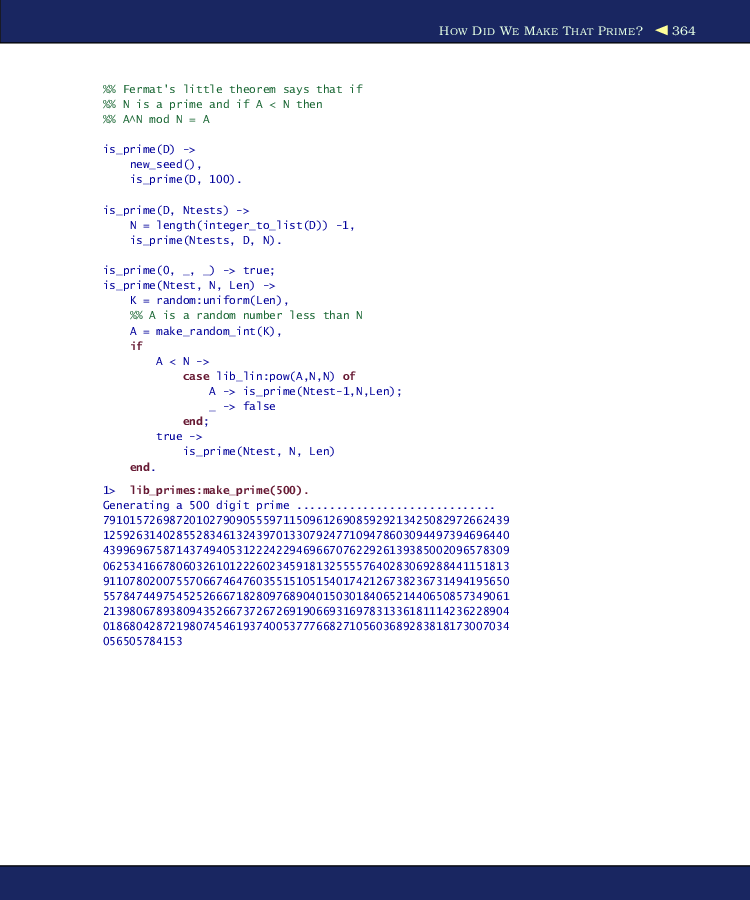 How Did We Make That Prime? ◀ 364
%% Fermat's little theorem says that if
%% N is a prime and if A < N then
%% A^N mod N = A
is_prime(D) ->
new_seed(),
is_prime(D, 100).
is_prime(D, Ntests) ->
N = length(integer_to_list(D)) -1,
is_prime(Ntests, D, N).
is_prime(0, _, _) -> true;
is_prime(Ntest, N, Len) ->
K = random:uniform(Len),
%% A is a random number less than N
A = make_random_int(K),
if
A < N ->
case lib_lin:pow(A,N,N) of
A -> is_prime(Ntest-1,N,Len);
_ -> false
end;
true ->
is_prime(Ntest, N, Len)
end.
1> lib_primes:make_prime(500).
Generating a 500 digit prime ..............................
7910157269872010279090555971150961269085929213425082972662439
1259263140285528346132439701330792477109478603094497394696440
4399696758714374940531222422946966707622926139385002096578309
0625341667806032610122260234591813255557640283069288441151813
9110780200755706674647603551510515401742126738236731494195650
5578474497545252666718280976890401503018406521440650857349061
2139806789380943526673726726919066931697831336181114236228904
0186804287219807454619374005377766827105603689283818173007034
056505784153